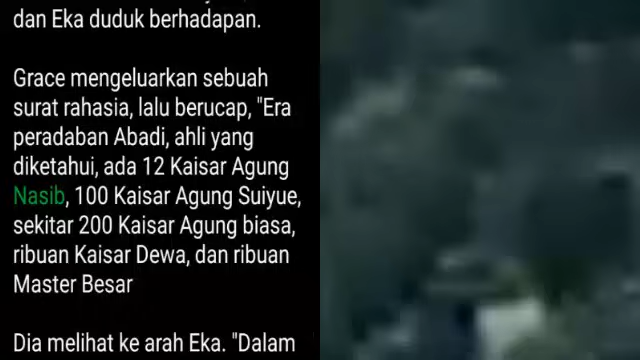 dan Eka duduk berhadapan.
Grace mengeluarkan sebuah
surat rahasia, lalu berucap, "Era
peradaban Abadi, ahli yang
diketahui, ada 12 Kaisar Agung
Nasib, 100 Kaisar Agung Suiyue,
sekitar 200 Kaisar Agung biasa,
ribuan Kaisar Dewa, dan ribuan
Master Besar
Dia melihat ke arah Eka. "Dalam